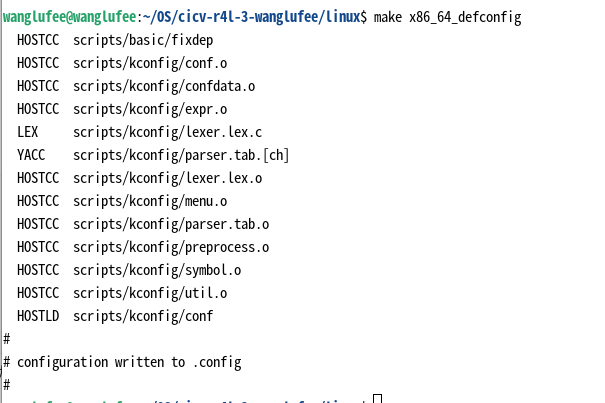 wanglufee@wanglufee:~/OS/cicv-r4l-3-wanglufee/linux$ make x86_64_defconfig
HOSTCC scripts/basic/fixdep
HOSTCC scripts/kconfig/conf.o
HOSTCC scripts/kconfig/confdata.o
HOSTCC scripts/kconfig/expr.o
LEX scripts/kconfig/lexer.lex.c
YACC scripts/kconfig/parser.tab.[ch]
HOSTCC scripts/kconfig/lexer.lex.o
HOSTCC scripts/kconfig/menu.o
HOSTCC scripts/kconfig/parser.tab.o
HOSTCC scripts/kconfig/preprocess.o
HOSTCC scripts/kconfig/symbol.o
HOSTCC scripts/kconfig/util.o
HOSTLD scripts/kconfig/conf
#
# configuration written to .config
#